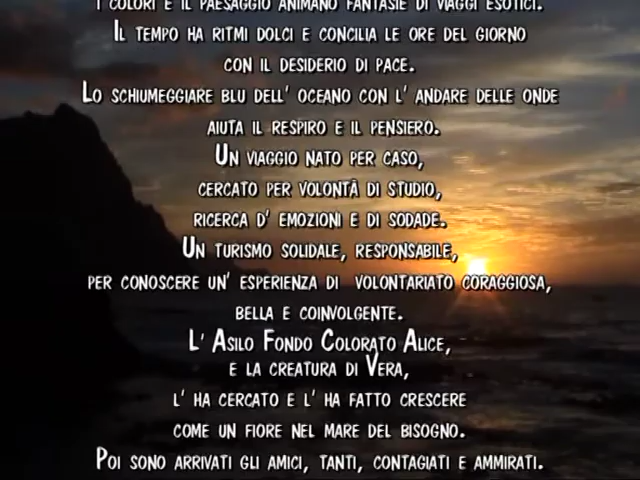 I COLORI E IL PAESAGGIO ANIMANO FANTASIE DI VIAGGI ESOTICI.
IL TEMPO HA RITMI DOLCI E CONCILIA LE ORE DEL GIORNO
CON IL DESIDERIO DI PACE.
LO SCHIUMEGGIARE BLU DELL' OCEANO CON L' ANDARE DELLE ONDE
AIUTA IL RESPIRO E IL PENSIERO.
UN VIAGGIO NATO PER CASO,
CERCATO PER VOLONTÀ DI STUDIO,
RICERCA D' EMOZIONI E DI SODADE.
UN TURISMO SOLIDALE, RESPONSABILE,
PER CONOSCERE UN' ESPERIENZA DI VOLONTARIATO CORAGGIOSA,
BELLA E COINVOLGENTE.
L' ASILO FONDO COLORATO ALICE,
E LA CREATURA DI VERA,
L' HA CERCATO E L' HA FATTO CRESCERE
COME UN FIORE NEL MARE DEL BISOGNO.
POI SONO ARRIVATI GLI AMICI, TANTI, CONTAGIATI E AMMIRATI.